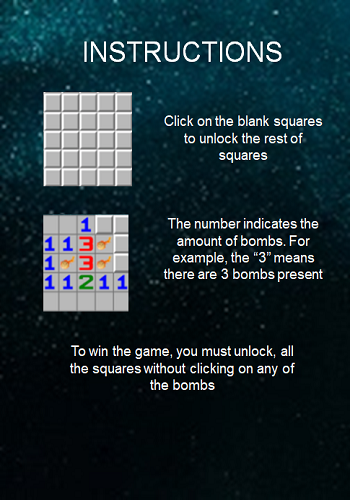 INSTRUCTIONS
Click on the blank squares
to unlock the rest of
squares
1
1 1 3
1 3
1 1 2 1 1
The number indicates the
amount of bombs. For
example, the “3” means
there are 3 bombs present
To win the game, you must unlock, all
the squares without clicking on any of
the bombs